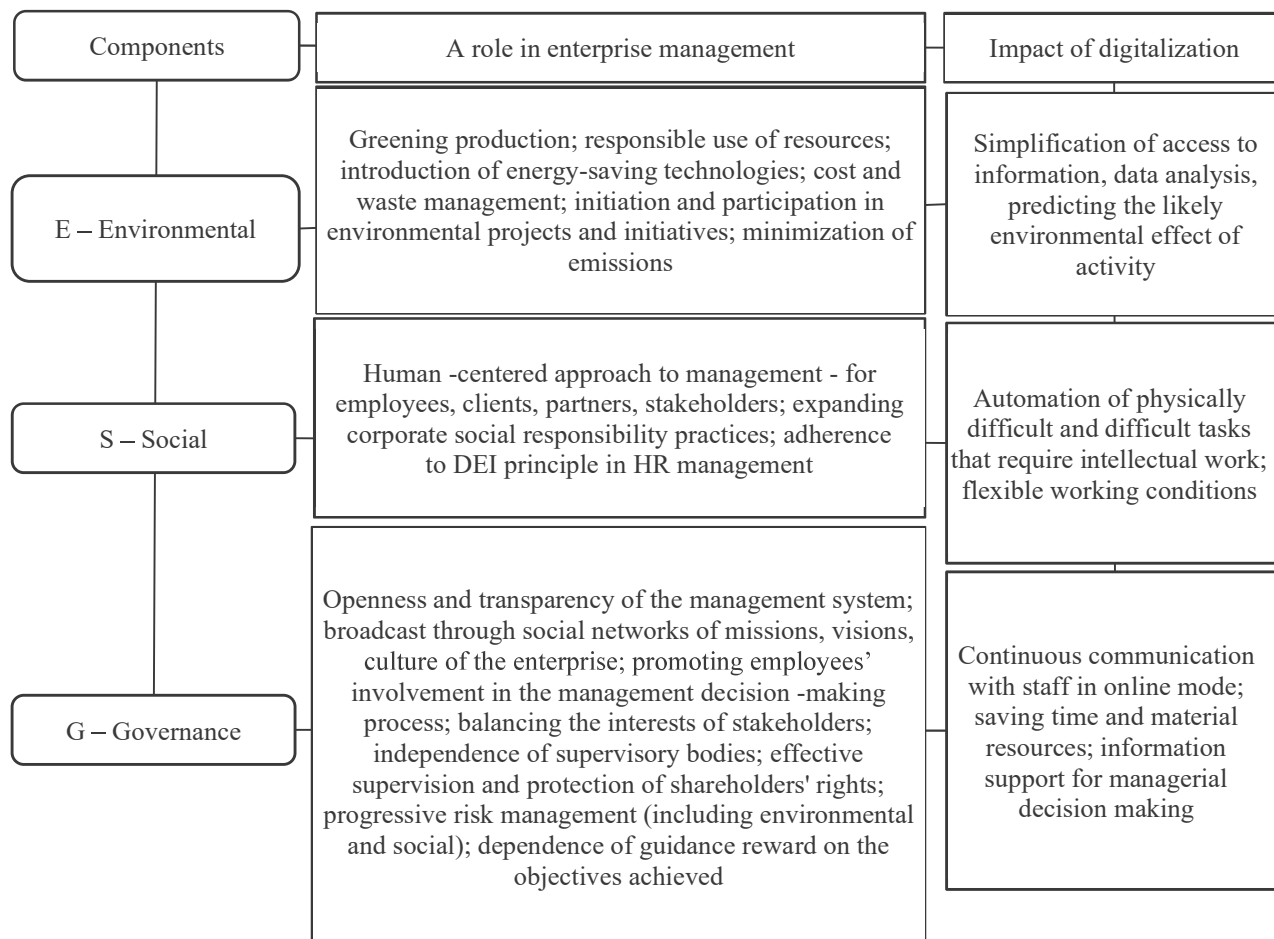 Components
A role in enterprise management
Impact of digitalization
E – Environmental
Greening production; responsible use of resources;
introduction of energy-saving technologies; cost and
waste management; initiation and participation in
environmental projects and initiatives; minimization of
emissions
Simplification of access to
information, data analysis,
predicting the likely
environmental effect of
activity
S – Social
Human -centered approach to management - for
employees, clients, partners, stakeholders; expanding
corporate social responsibility practices; adherence
to DEI principle in HR management
Automation of physically
difficult and difficult tasks
that require intellectual work;
flexible working conditions
G – Governance
Openness and transparency of the management system;
broadcast through social networks of missions, visions,
culture of the enterprise; promoting employees’
involvement in the management decision -making
process; balancing the interests of stakeholders;
independence of supervisory bodies; effective
supervision and protection of shareholders' rights;
progressive risk management (including environmental
and social); dependence of guidance reward on the
objectives achieved
Continuous communication
with staff in online mode;
saving time and material
resources; information
support for managerial
decision making